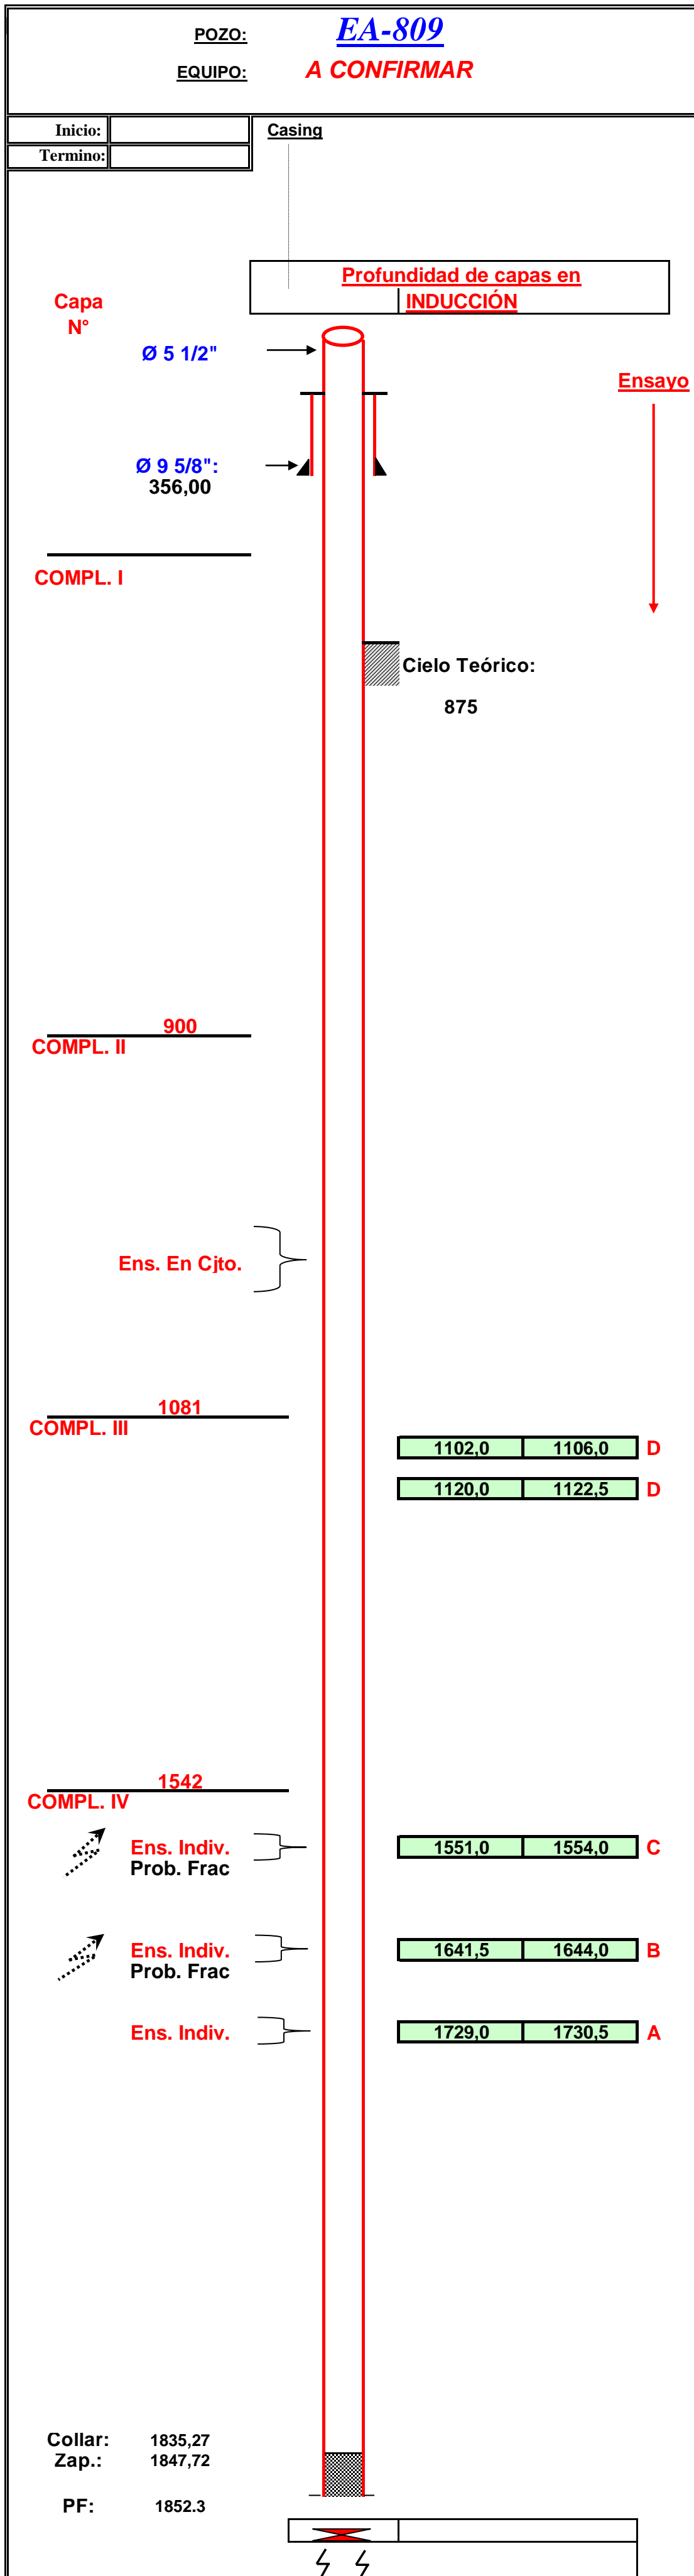 POZO: EA-809
EQUIPO: A CONFIRMAR
Inicio:
Casing
Termino:
Profundidad de capas en
INDUCCIÓN
Capa
N°
Ø 5 1/2"
Ensayo
Ø 9 5/8":
356,00
COMPL. I
Cielo Teórico:
875
900
COMPL. II
Ens. En Cjto.
1081
COMPL. III
1102,0 1106,0 D
1120,0 1122,5 D
1542
COMPL. IV
Ens. Indiv. 1551,0 1554,0 C
Prob. Frac
Ens. Indiv. 1641,5 1644,0 B
Prob. Frac
Ens. Indiv. 1729,0 1730,5 A
Collar: 1835,27
Zap.: 1847,72
PF: 1852.3